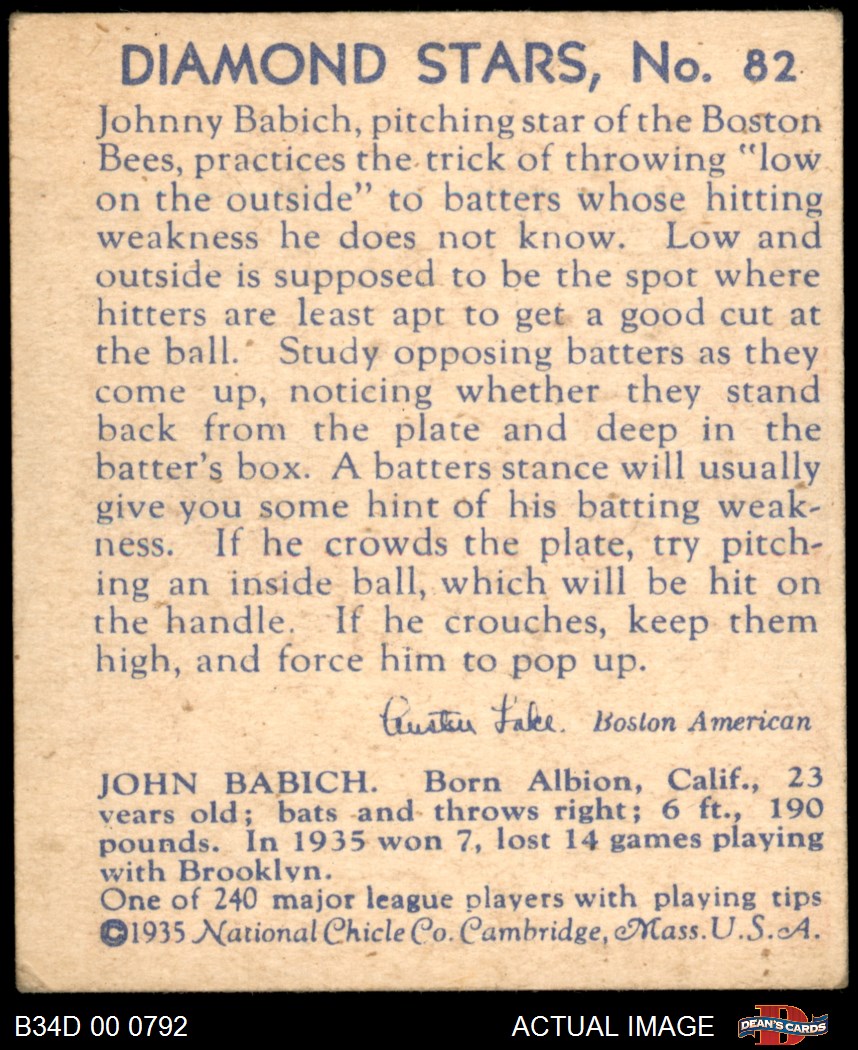 DIAMOND STARS, No. 82
Johnny Babich, pitching star of the Boston
Bees, practices the trick of throwing "low
on the outside" to batters whose hitting
weakness he does not know. Low and
outside is supposed to be the spot where
hitters are least apt to get a good cut at
the ball. Study opposing batters as they
come up, noticing whether they stand
back from the plate and deep in the
batter's box. A batters stance will usually
give you some hint of his batting weak-
ness. If he crowds the plate, try pitch-
ing an inside ball, which will be hit on
the handle. If he crouches, keep them
high, and force him to pop up.
Austen Lake. Boston American
JOHN BABICH. Born Albion, Calif., 23
years old; bats and throws right; 6 ft., 190
pounds. In 1935 won 7, lost 14 games playing
with Brooklyn.
One of 240 major league players with playing tips
©1935 National Chicle Co. Cambridge, Mass. U.S.A.
B34D 00 0792 ACTUAL IMAGE DEAN'S CARDS